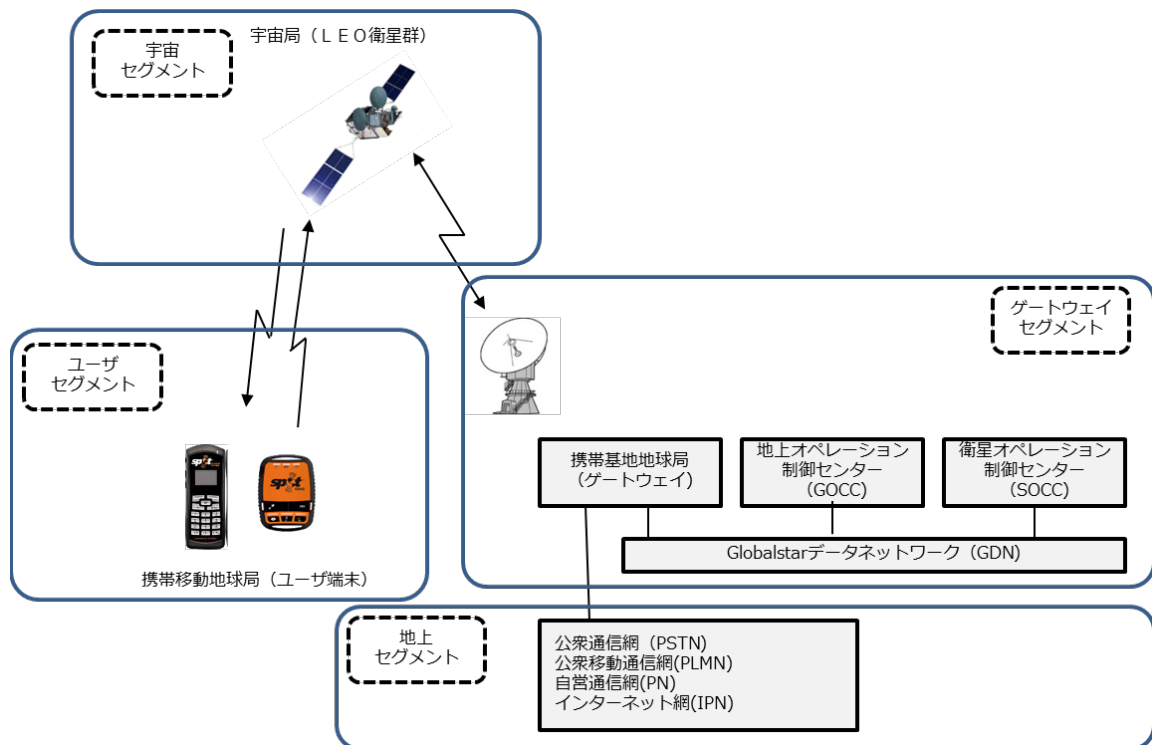 宇宙
セグメント
宇宙局（ＬＥＯ衛星群）
ゲートウェイ
セグメント
ユーザ
セグメント
spot
spot
携帯移動地球局（ユーザ端末）
携帯基地地球局
（ゲートウェイ)
地上オペレーション
制御センター
（GOCC)
衛星オペレーション
制御センター
（SOCC)
Globalstarデータネットワーク（GDN)
地上
セグメント
公衆通信網（PSTN)
公衆移動通信網(PLMN)
自営通信網(PN)
インターネット網(IPN)